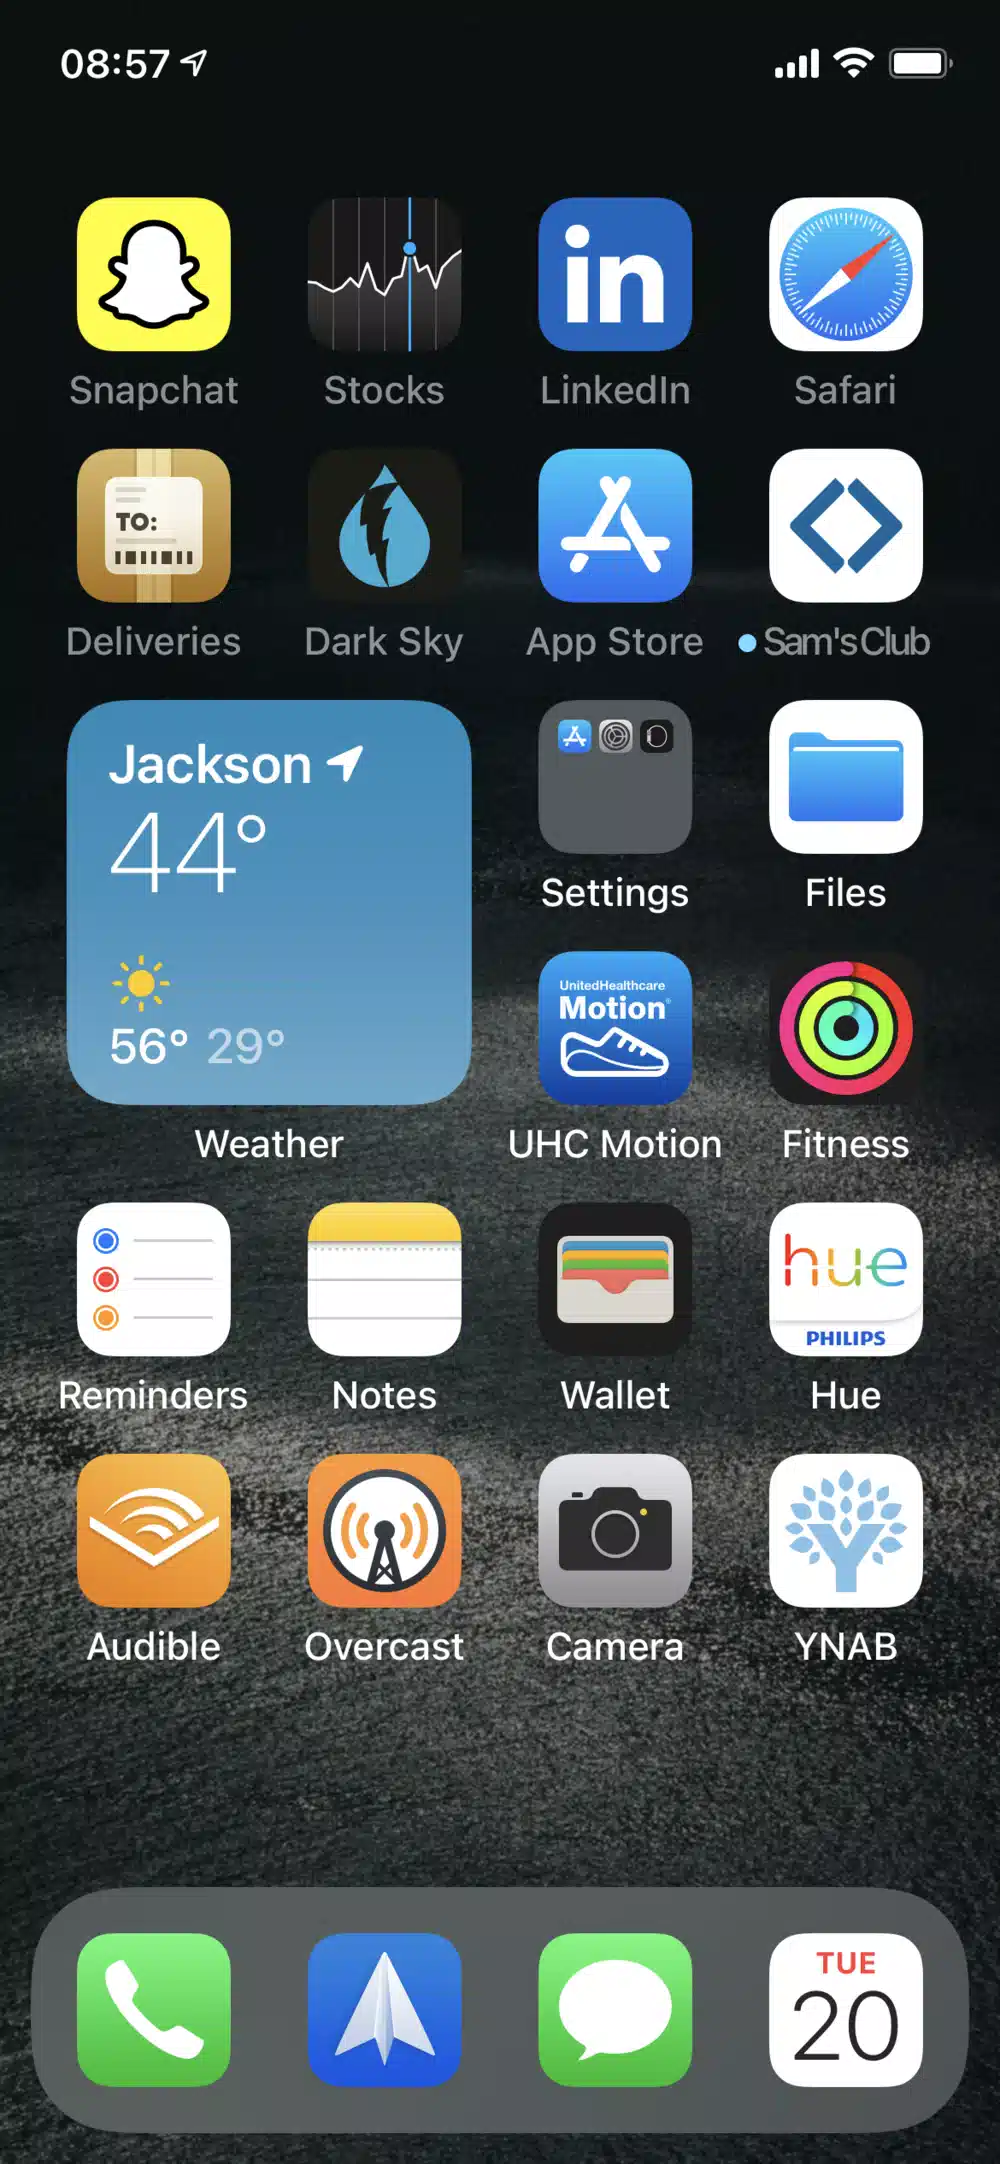 08:57
in
Snapchat
Stocks
LinkedIn
Safari
TO:
Deliveries
Dark Sky
App Store
Sam's Club
Jackson
44°
56° 29°
Weather
Settings
Files
UnitedHealthcare
Motion®
UHC Motion
Fitness
hue
PHILIPS
Reminders
Notes
Wallet
Hue
Audible
Overcast
Camera
YNAB
TUE
20